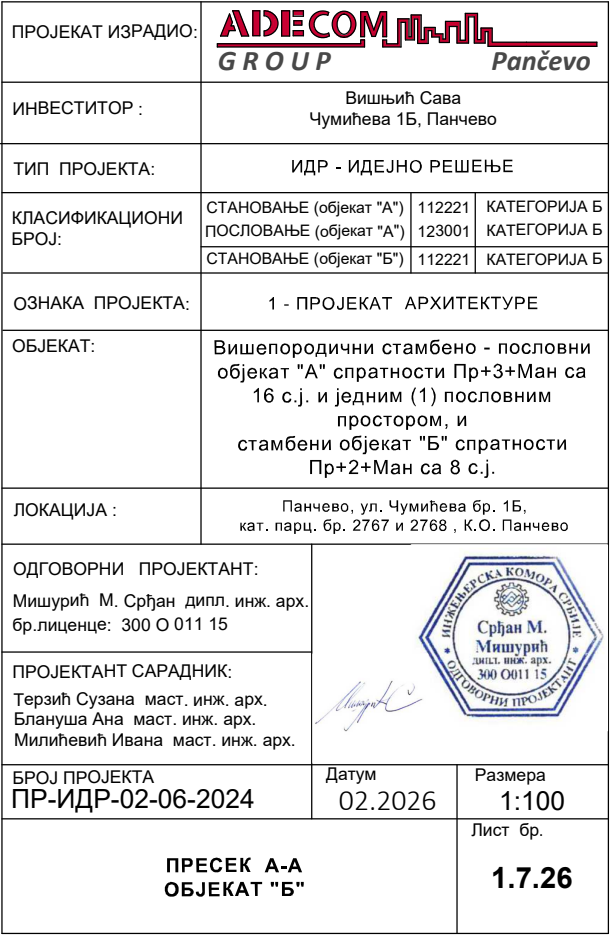 ПРОЈЕКАТ ИЗРАДИО:
ADECOM
GROUP Pančevo
ИНВЕСТИТОР :
Вишњић Сава
Чумићева 1Б, Панчево
ТИП ПРОЈЕКТА:
ИДР - ИДЕЈНО РЕШЕЊЕ
КЛАСИФИКАЦИОНИ
БРОЈ:
СТАНОВАЊЕ (објекат "А") 112221 КАТЕГОРИЈА Б
ПОСЛОВАЊЕ (објекат "А") 123001 КАТЕГОРИЈА Б
СТАНОВАЊЕ (објекат "Б") 112221 КАТЕГОРИЈА Б
ОЗНАКА ПРОЈЕКТА:
1 - ПРОЈЕКАТ АРХИТЕКТУРЕ
ОБЈЕКАТ:
Вишепородични стамбено - пословни
објекат "А" спратности Пр+3+Ман са
16 с.ј. и једним (1) пословним
простором, и
стамбени објекат "Б" спратности
Пр+2+Ман са 8 с.ј.
ЛОКАЦИЈА :
Панчево, ул. Чумићева бр. 1Б,
кат. парц. бр. 2767 и 2768 , К.О. Панчево
ОДГОВОРНИ ПРОЈЕКТАНТ:
Мишурић М. Срђан дипл. инж. арх.
бр.лиценце: 300 О 011 15
ПРОЈЕКТАНТ САРАДНИК:
Терзић Сузана маст. инж. арх.
Блануша Ана маст. инж. арх.
Милићевић Ивана маст. инж. арх.
ИНЖЕЊЕРСКА КОМОРА СРБИЈЕ
Срђан М.
Мишурић
дипл. инж. арх.
300 О011 15
ОДГОВОРНИ ПРОЈЕКТАНТ
БРОЈ ПРОЈЕКТА
ПР-ИДР-02-06-2024
Датум
02.2026
Размера
1:100
ПРЕСЕК А-А
ОБЈЕКАТ "Б"
Лист бр.
1.7.26